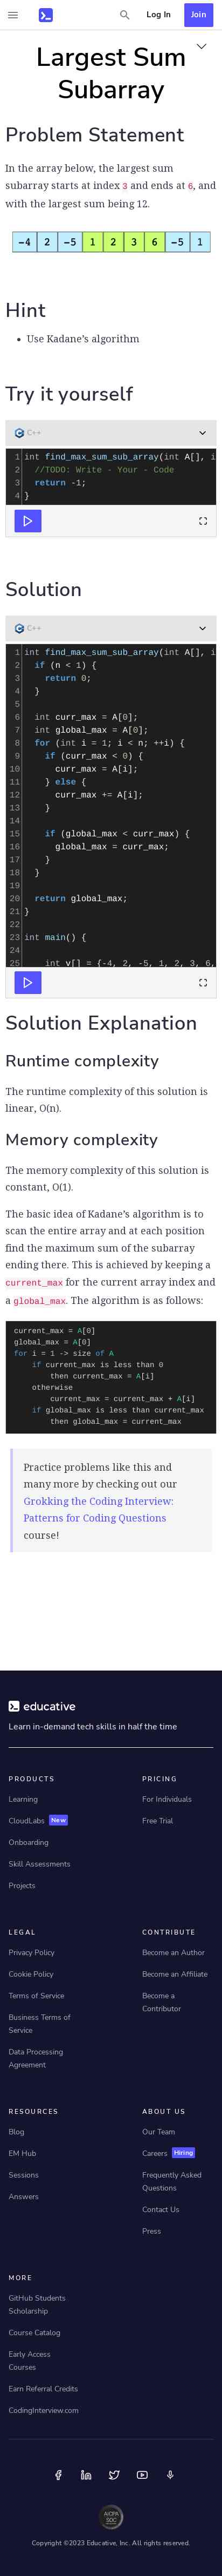 Log In Join
Largest Sum
Subarray
Problem Statement
In the array below, the largest sum
subarray starts at index 3 and ends at 6, and
with the largest sum being 12.
-4 2 -5 1 2 3 6 -5 1
Hint
• Use Kadane’s algorithm
Try it yourself
C++
1 int find_max_sum_sub_array(int A[], i
2 //TODO: Write - Your - Code
3 return -1;
4 }
Solution
C++
1 int find_max_sum_sub_array(int A[], i
2 if (n < 1) {
3 return 0;
4 }
5
6 int curr_max = A[0];
7 int global_max = A[0];
8 for (int i = 1; i < n; ++i) {
9 if (curr_max < 0) {
10 curr_max = A[i];
11 } else {
12 curr_max += A[i];
13 }
14
15 if (global_max < curr_max) {
16 global_max = curr_max;
17 }
18 }
19
20 return global_max;
21 }
22
23 int main() {
24
25 int v[] = {-4, 2, -5, 1, 2, 3, 6,
Solution Explanation
Runtime complexity
The runtime complexity of this solution is
linear, O(n).
Memory complexity
The memory complexity of this solution is
constant, O(1).
The basic idea of Kadane’s algorithm is to
scan the entire array and at each position
find the maximum sum of the subarray
ending there. This is achieved by keeping a
current_max for the current array index and
a global_max. The algorithm is as follows:
current_max = A[0]
global_max = A[0]
for i = 1 -> size of A
if current_max is less than 0
then current_max = A[i]
otherwise
current_max = current_max + A[i]
if global_max is less than current_max
then global_max = current_max
Practice problems like this and
many more by checking out our
Grokking the Coding Interview:
Patterns for Coding Questions
course!
educative
Learn in-demand tech skills in half the time
PRODUCTS
Learning
CloudLabs New
Onboarding
Skill Assessments
Projects
PRICING
For Individuals
Free Trial
LEGAL
Privacy Policy
Cookie Policy
Terms of Service
Business Terms of
Service
Data Processing
Agreement
CONTRIBUTE
Become an Author
Become an Affiliate
Become a
Contributor
RESOURCES
Blog
EM Hub
Sessions
Answers
ABOUT US
Our Team
Careers Hiring
Frequently Asked
Questions
Contact Us
Press
MORE
GitHub Students
Scholarship
Course Catalog
Early Access
Courses
Earn Referral Credits
CodingInterview.com
AICPA
SOC
Copyright ©2023 Educative, Inc. All rights reserved.